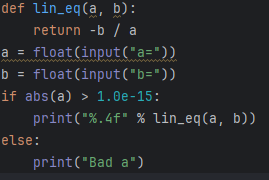 def lin_eq(a, b):
    return -b / a
a = float(input("a="))
b = float(input("b="))
if abs(a) > 1.0e-15:
    print("%.4f" % lin_eq(a, b))
else:
    print("Bad a")